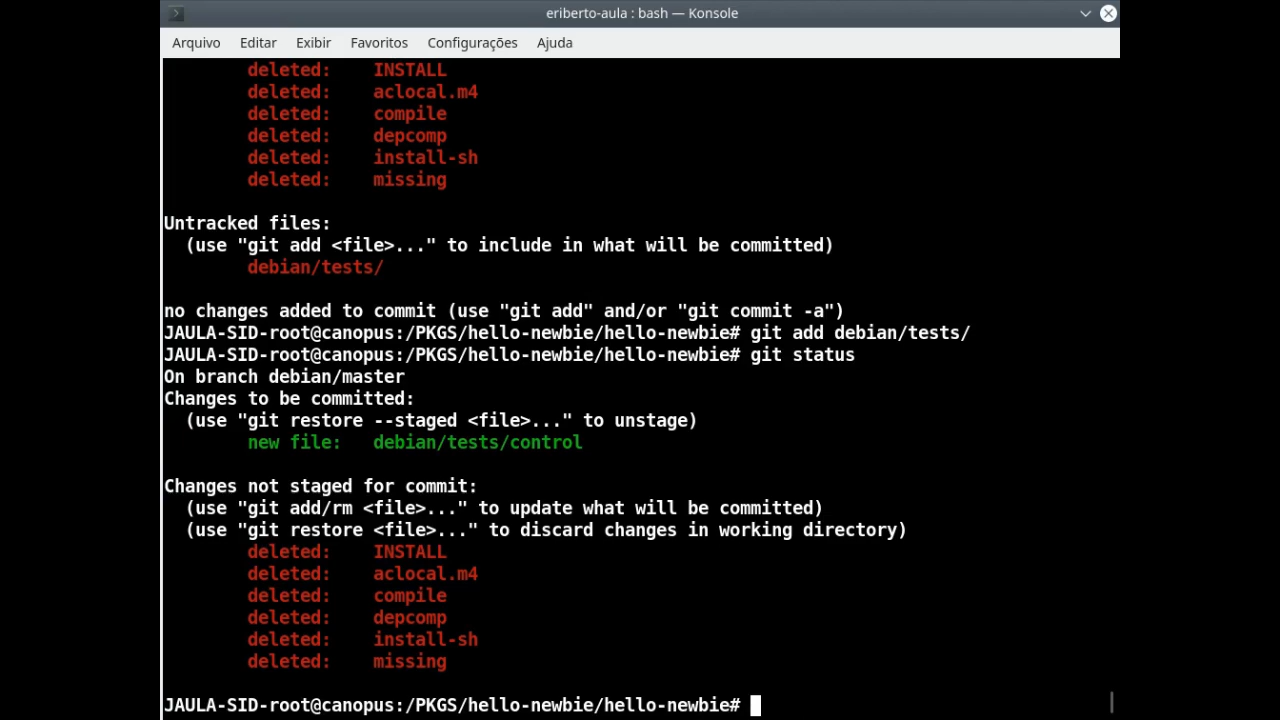 eriberto-aula : bash — Konsole
Arquivo Editar Exibir Favoritos Configurações Ajuda
deleted: INSTALL
deleted: aclocal.m4
deleted: compile
deleted: depcomp
deleted: install-sh
deleted: missing
Untracked files:
(use "git add <file>..." to include in what will be committed)
debian/tests/
no changes added to commit (use "git add" and/or "git commit -a")
JAULA-SID-root@canopus:/PKGS/hello-newbie/hello-newbie# git add debian/tests/
JAULA-SID-root@canopus:/PKGS/hello-newbie/hello-newbie# git status
On branch debian/master
Changes to be committed:
(use "git restore --staged <file>..." to unstage)
new file: debian/tests/control
Changes not staged for commit:
(use "git add/rm <file>..." to update what will be committed)
(use "git restore <file>..." to discard changes in working directory)
deleted: INSTALL
deleted: aclocal.m4
deleted: compile
deleted: depcomp
deleted: install-sh
deleted: missing
JAULA-SID-root@canopus:/PKGS/hello-newbie/hello-newbie#